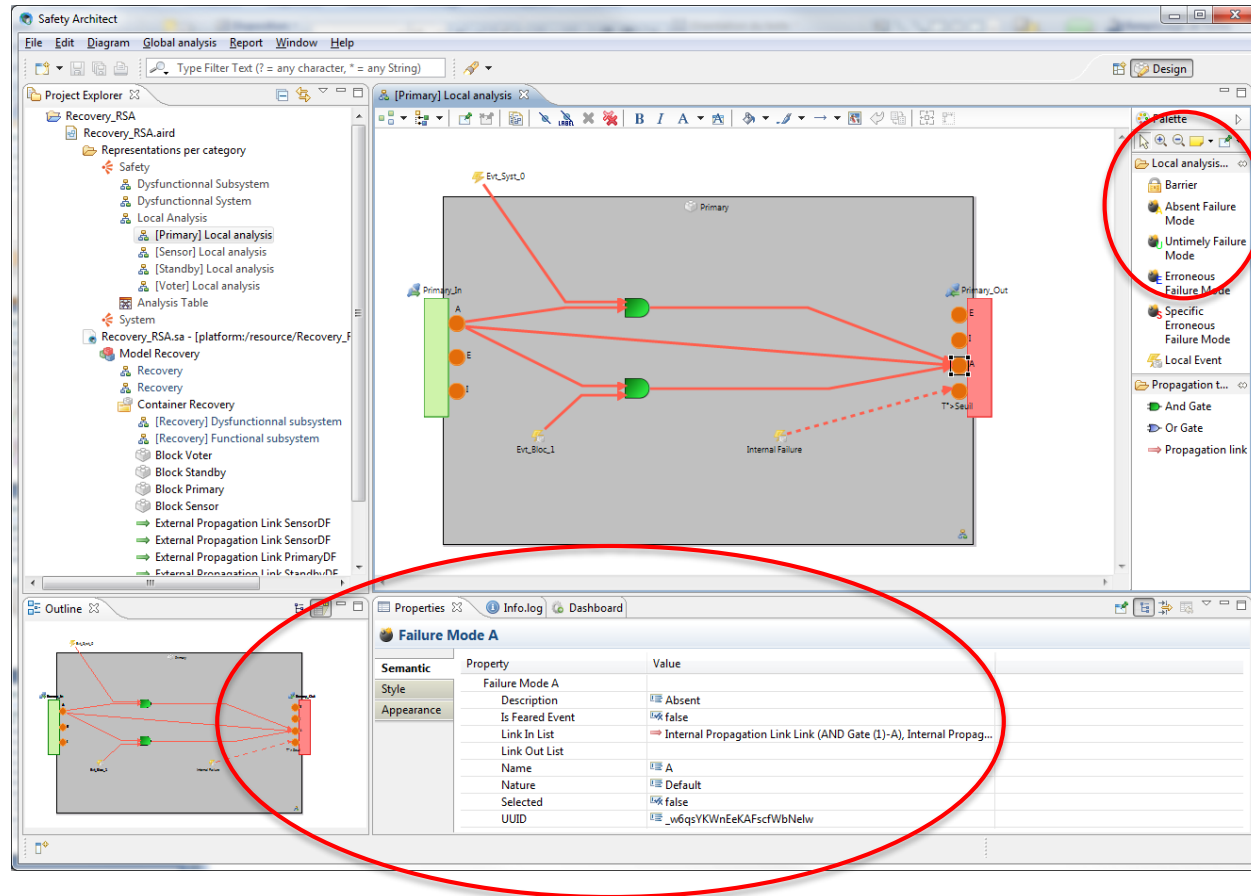 Safety Architect
File Edit Diagram Global analysis Report Window Help
Type Filter Text (? = any character, * = any String)
Design
Project Explorer
Recovery_RSA
Recovery_RSA.aird
Representations per category
Safety
Dysfunctionnal Subsystem
Dysfunctionnal System
Local Analysis
[Primary] Local analysis
[Sensor] Local analysis
[Standby] Local analysis
[Voter] Local analysis
Analysis Table
System
Recovery_RSA.sa - [platform:/resource/Recovery_F
Model Recovery
Recovery
Recovery
Container Recovery
[Recovery] Dysfunctionnal subsystem
[Recovery] Functional subsystem
Block Voter
Block Standby
Block Primary
Block Sensor
External Propagation Link SensorDF
External Propagation Link SensorDF
External Propagation Link PrimaryDF
External Propagation Link StandbyDF
[Primary] Local analysis
B I A
Evt_Syst_0
Primary
Primary_In
A
E
I
Primary_Out
E
I
A
T°>Seuil
Evt_Bloc_1
Internal Failure
Palette
Local analysis...
Barrier
Absent Failure
Mode
Untimely Failure
Mode
Erroneous
Failure Mode
Specific
Erroneous
Failure Mode
Local Event
Propagation t...
And Gate
Or Gate
Propagation link
Outline
Properties Info.log Dashboard
Failure Mode A
Semantic
Style
Appearance
Property Value
Failure Mode A
Description Absent
Is Feared Event false
Link In List Internal Propagation Link Link (AND Gate (1)-A), Internal Propag...
Link Out List
Name A
Nature Default
Selected false
UUID _w6qsYKWnEeKAFscfWbNelw